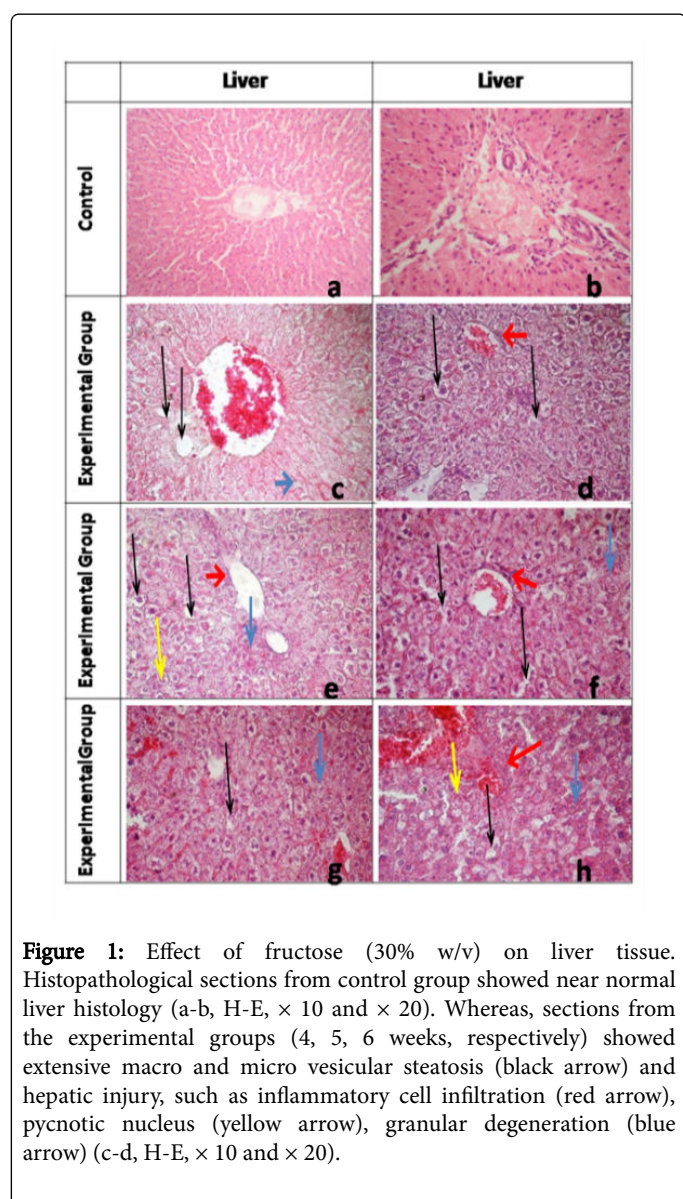 Liver Liver
Control
a b
Experimental Group
c d
Experimental Group
e f
Experimental Group
g h
Figure 1: Effect of fructose (30% w/v) on liver tissue.
Histopathological sections from control group showed near normal
liver histology (a-b, H-E, × 10 and × 20). Whereas, sections from
the experimental groups (4, 5, 6 weeks, respectively) showed
extensive macro and micro vesicular steatosis (black arrow) and
hepatic injury, such as inflammatory cell infiltration (red arrow),
pycnotic nucleus (yellow arrow), granular degeneration (blue
arrow) (c-d, H-E, × 10 and × 20).